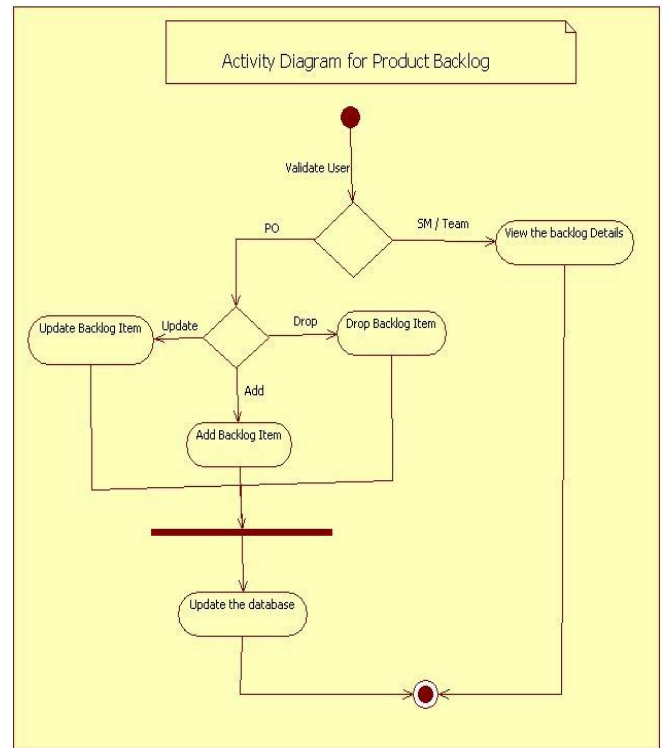 Activity Diagram for Product Backlog
Validate User
PO
SM / Team
View the backlog Details
Update Backlog Item
Update
Drop
Drop Backlog Item
Add
Add Backlog Item
Update the database